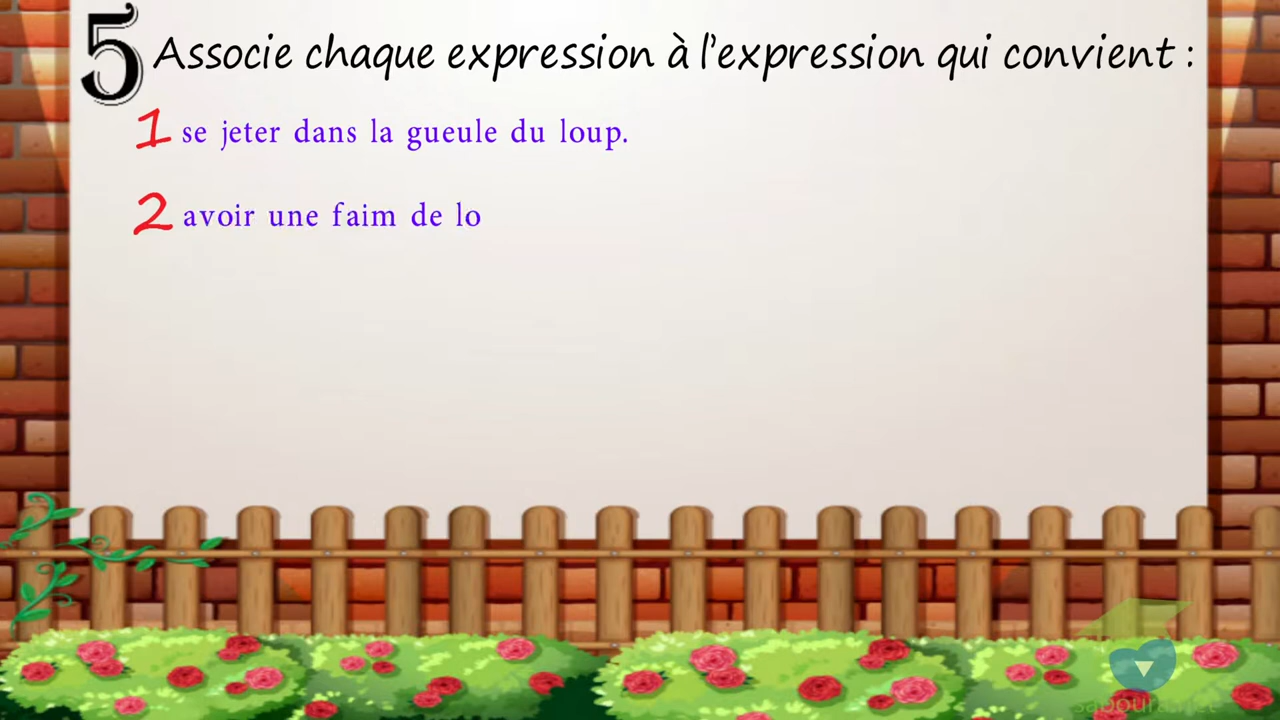 5 Associe chaque expression à l'expression qui convient :
1 se jeter dans la gueule du loup.
2 avoir une faim de lo